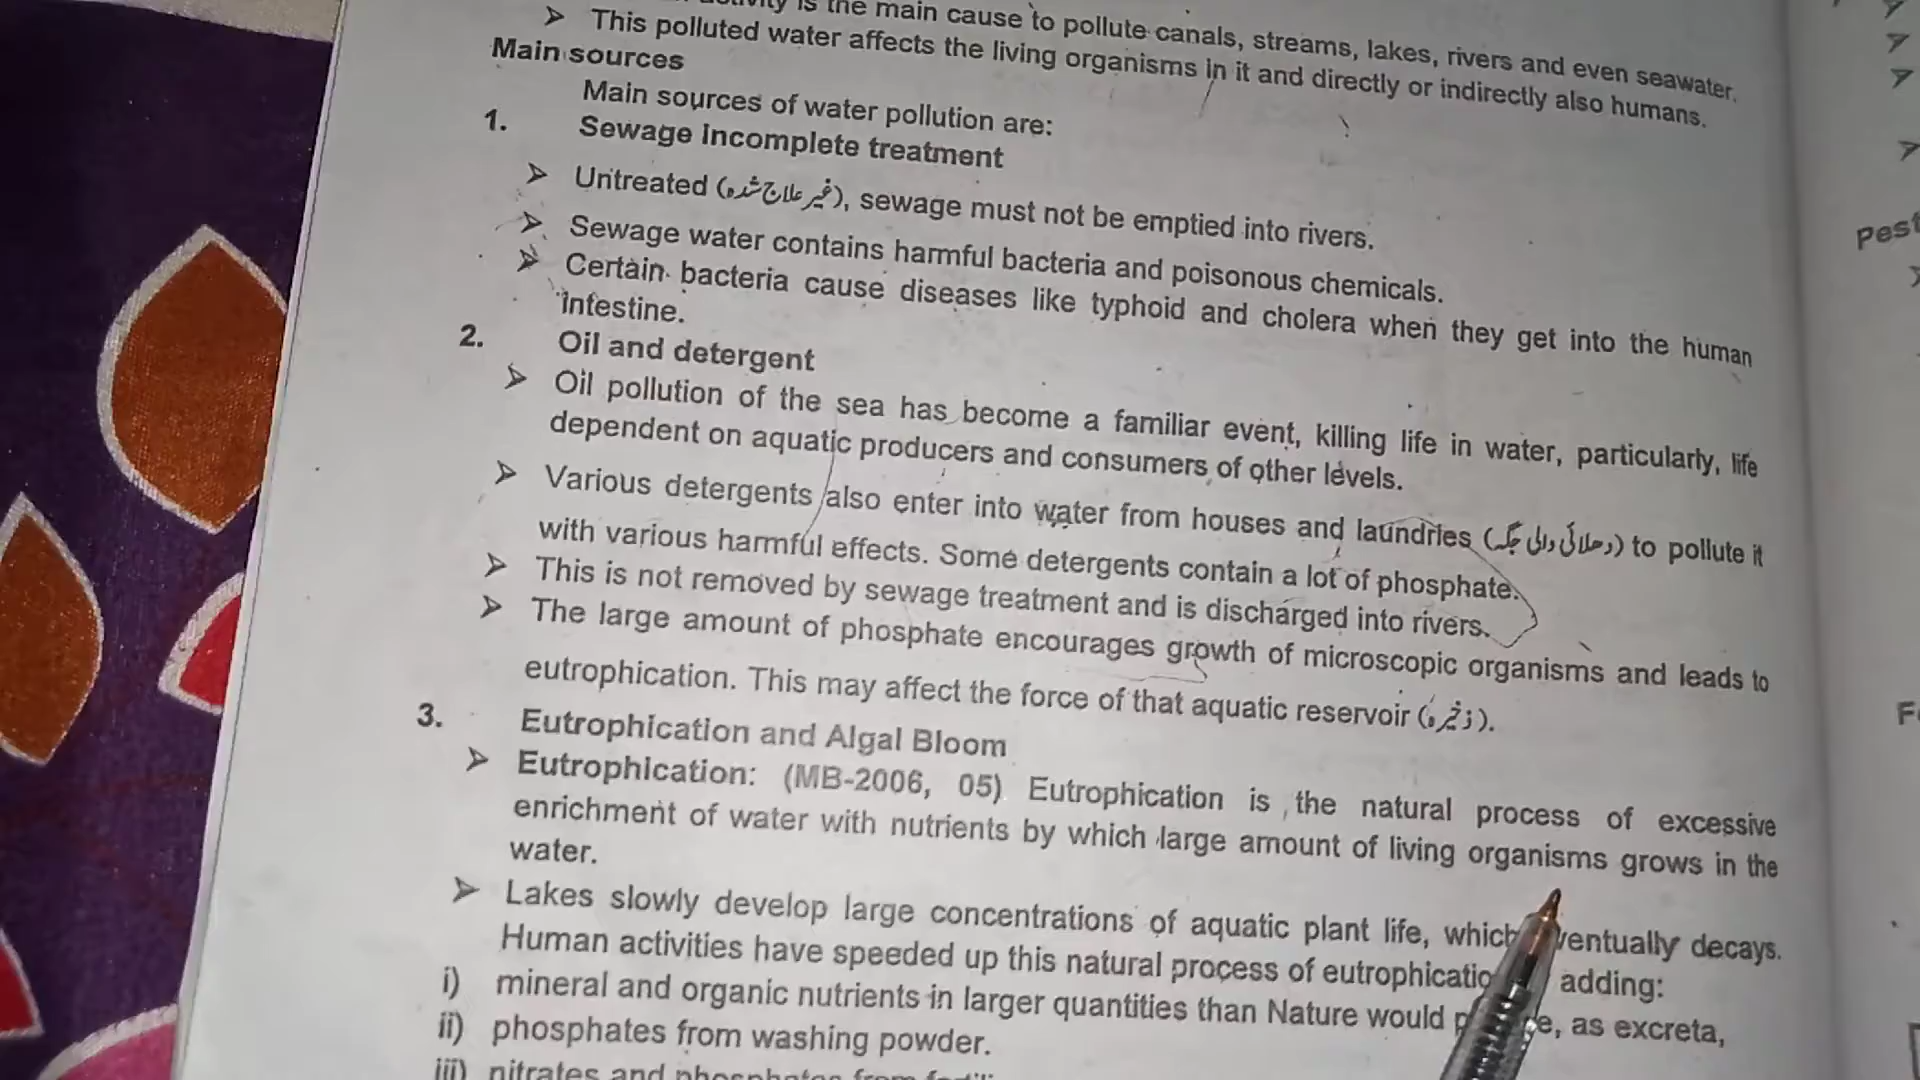 is the main cause to pollute canals, streams, lakes, rivers and even seawater.
➤ This polluted water affects the living organisms in it and directly or indirectly also humans.
Main sources
Main sources of water pollution are:
1. Sewage Incomplete treatment
➤ Untreated (غیر علاج شدہ), sewage must not be emptied into rivers.
➤ Sewage water contains harmful bacteria and poisonous chemicals.
➤ Certain bacteria cause diseases like typhoid and cholera when they get into the human
intestine.
2. Oil and detergent
➤ Oil pollution of the sea has become a familiar event, killing life in water, particularly, life
dependent on aquatic producers and consumers of other levels.
➤ Various detergents also enter into water from houses and laundries (دھلائی والی جگہ) to pollute it
with various harmful effects. Some detergents contain a lot of phosphate.
➤ This is not removed by sewage treatment and is discharged into rivers.
➤ The large amount of phosphate encourages growth of microscopic organisms and leads to
eutrophication. This may affect the force of that aquatic reservoir (ذخیرہ).
3. Eutrophication and Algal Bloom
➤ Eutrophication: (MB-2006, 05) Eutrophication is the natural process of excessive
enrichment of water with nutrients by which large amount of living organisms grows in the
water.
➤ Lakes slowly develop large concentrations of aquatic plant life, which eventually decays.
Human activities have speeded up this natural process of eutrophication adding:
i) mineral and organic nutrients in larger quantities than Nature would as excreta,
ii) phosphates from washing powder.
iii) nitrates and phosphates from
Pest